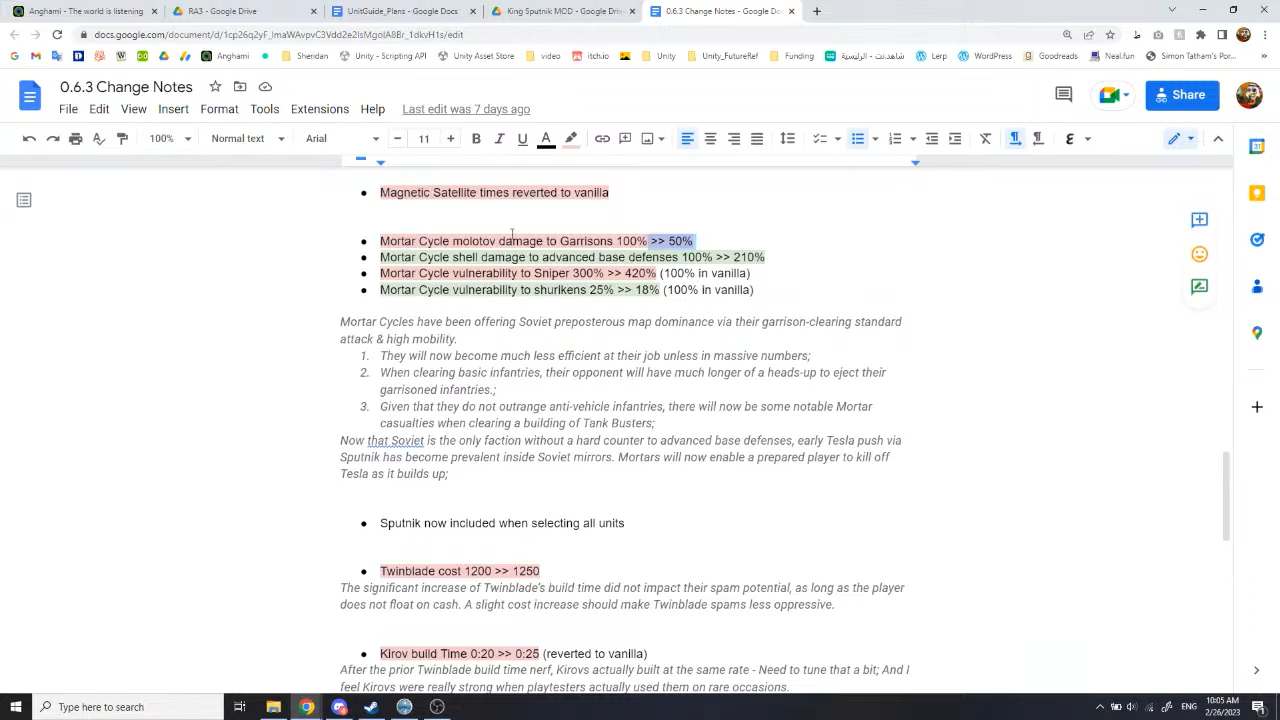 Anghami - The world is listening
RA3 - Google Drive
UnitGuide_Plans - Google Docs
King Sputnik MOD - Google Drive
0.6.3 Change Notes - Google Do
Anghami
Sheridan
Unity - Scripting API
Unity Asset Store
video
itch.io
Unity
Unity_FutureRef
Funding
شاهدنت - الرئيسية
Lerp
WordPress
Goodreads
Neal.fun
Simon Tatham's Por...
0.6.3 Change Notes
File Edit View Insert Format Tools Extensions Help Last edit was 7 days ago
Share
100% Normal text Arial 11
Magnetic Satellite times reverted to vanilla
Mortar Cycle molotov damage to Garrisons 100% >> 50%
Mortar Cycle shell damage to advanced base defenses 100% >> 210%
Mortar Cycle vulnerability to Sniper 300% >> 420% (100% in vanilla)
Mortar Cycle vulnerability to shurikens 25% >> 18% (100% in vanilla)
Mortar Cycles have been offering Soviet preposterous map dominance via their garrison-clearing standard
attack & high mobility.
1. They will now become much less efficient at their job unless in massive numbers;
2. When clearing basic infantries, their opponent will have much longer of a heads-up to eject their
garrisoned infantries.;
3. Given that they do not outrange anti-vehicle infantries, there will now be some notable Mortar
casualties when clearing a building of Tank Busters;
Now that Soviet is the only faction without a hard counter to advanced base defenses, early Tesla push via
Sputnik has become prevalent inside Soviet mirrors. Mortars will now enable a prepared player to kill off
Tesla as it builds up;
Sputnik now included when selecting all units
Twinblade cost 1200 >> 1250
The significant increase of Twinblade's build time did not impact their spam potential, as long as the player
does not float on cash. A slight cost increase should make Twinblade spams less oppressive.
Kirov build Time 0:20 >> 0:25 (reverted to vanilla)
After the prior Twinblade build time nerf, Kirovs actually built at the same rate - Need to tune that a bit; And I
feel Kirovs were really strong when playtesters actually used them on rare occasions.
Type here to search
10:05 AM
2/26/2023